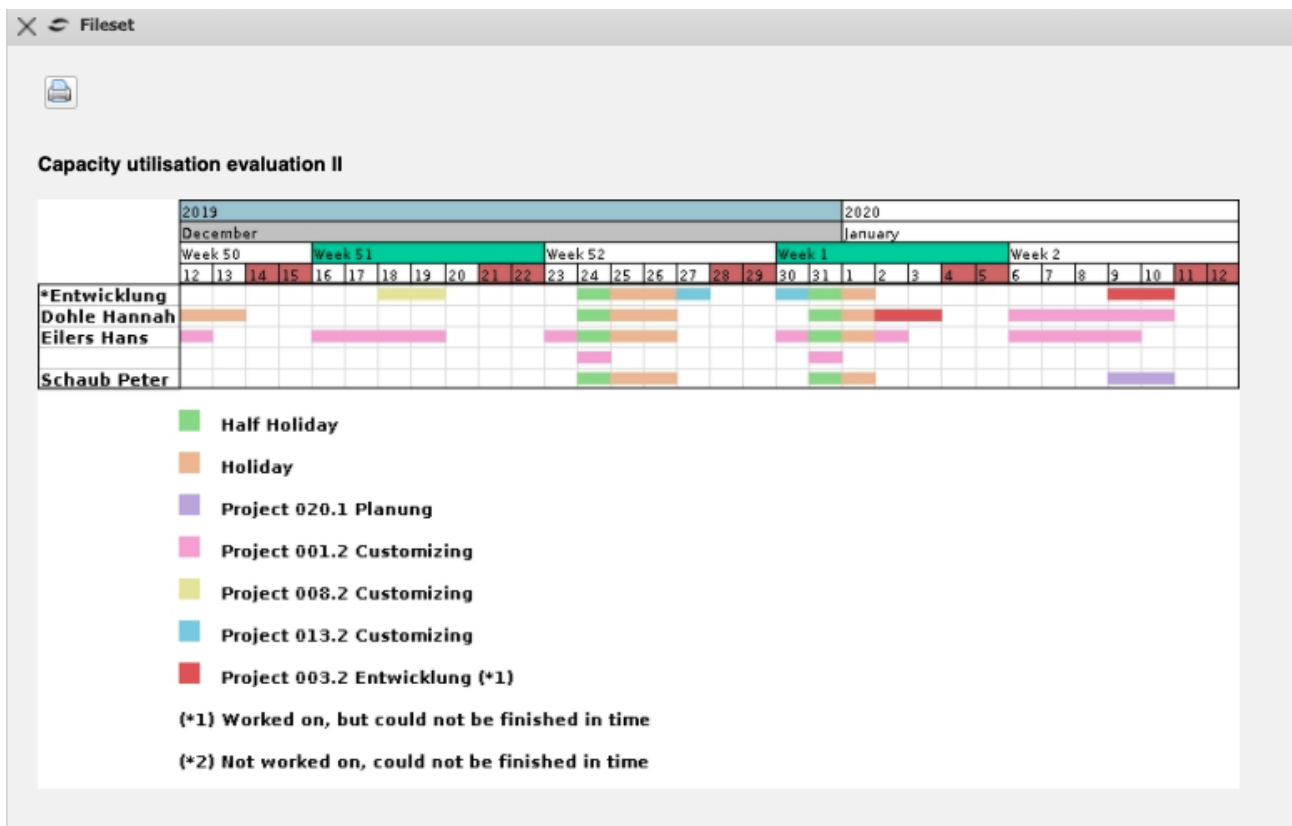 Fileset
Capacity utilisation evaluation II
2019 2020
December January
Week 50 Week 51 Week 52 Week 1 Week 2
12 13 14 15 16 17 18 19 20 21 22 23 24 25 26 27 28 29 30 31 1 2 3 4 5 6 7 8 9 10 11 12
*Entwicklung
Dohle Hannah
Eilers Hans
Schaub Peter
Half Holiday
Holiday
Project 020.1 Planung
Project 001.2 Customizing
Project 008.2 Customizing
Project 013.2 Customizing
Project 003.2 Entwicklung (*1)
(*1) Worked on, but could not be finished in time
(*2) Not worked on, could not be finished in time